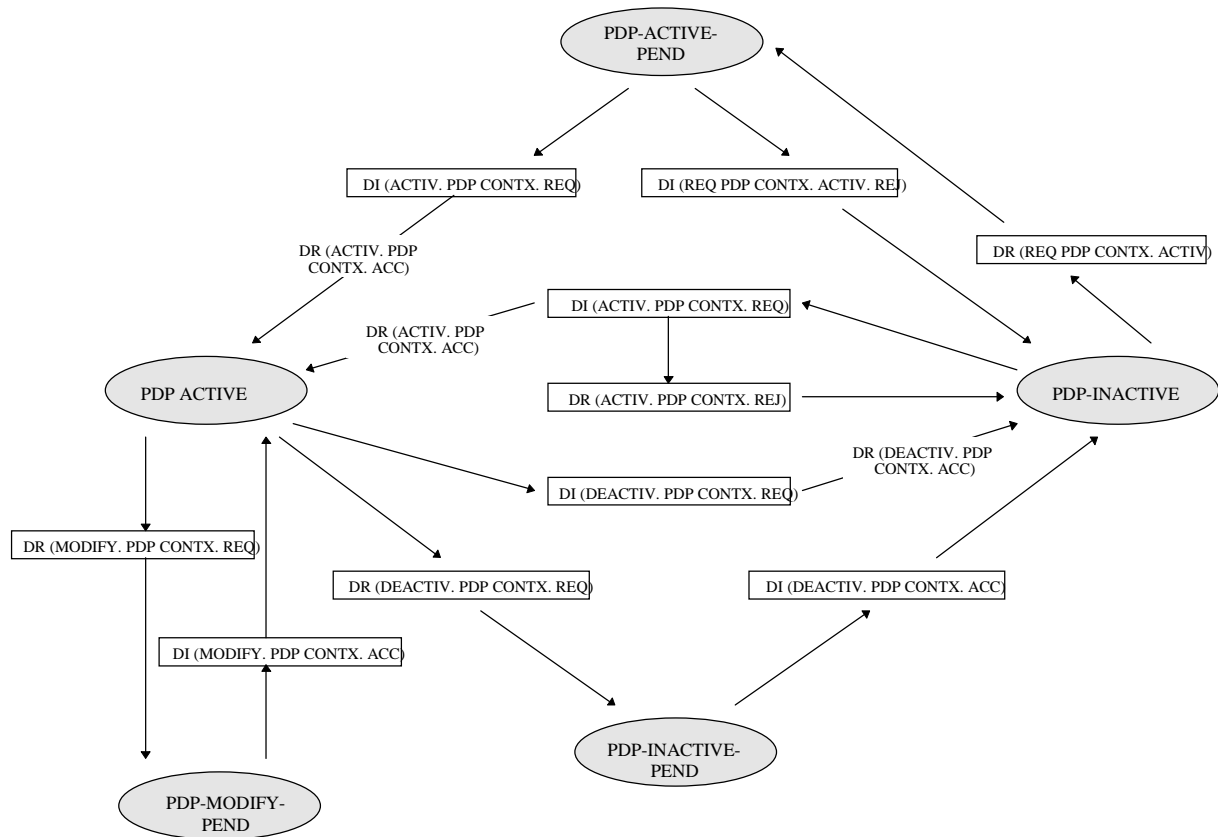 PDP-ACTIVE-
PEND
DI (ACTIV. PDP CONTX. REQ)
DI (REQ PDP CONTX. ACTIV. REJ)
DR (ACTIV. PDP
CONTX. ACC)
DR (REQ PDP CONTX. ACTIV)
DI (ACTIV. PDP CONTX. REQ)
DR (ACTIV. PDP
CONTX. ACC)
PDP ACTIVE
DR (ACTIV. PDP CONTX. REJ)
PDP-INACTIVE
DR (DEACTIV. PDP
CONTX. ACC)
DI (DEACTIV. PDP CONTX. REQ)
DR (MODIFY. PDP CONTX. REQ)
DR (DEACTIV. PDP CONTX. REQ)
DI (DEACTIV. PDP CONTX. ACC)
DI (MODIFY. PDP CONTX. ACC)
PDP-INACTIVE-
PEND
PDP-MODIFY-
PEND